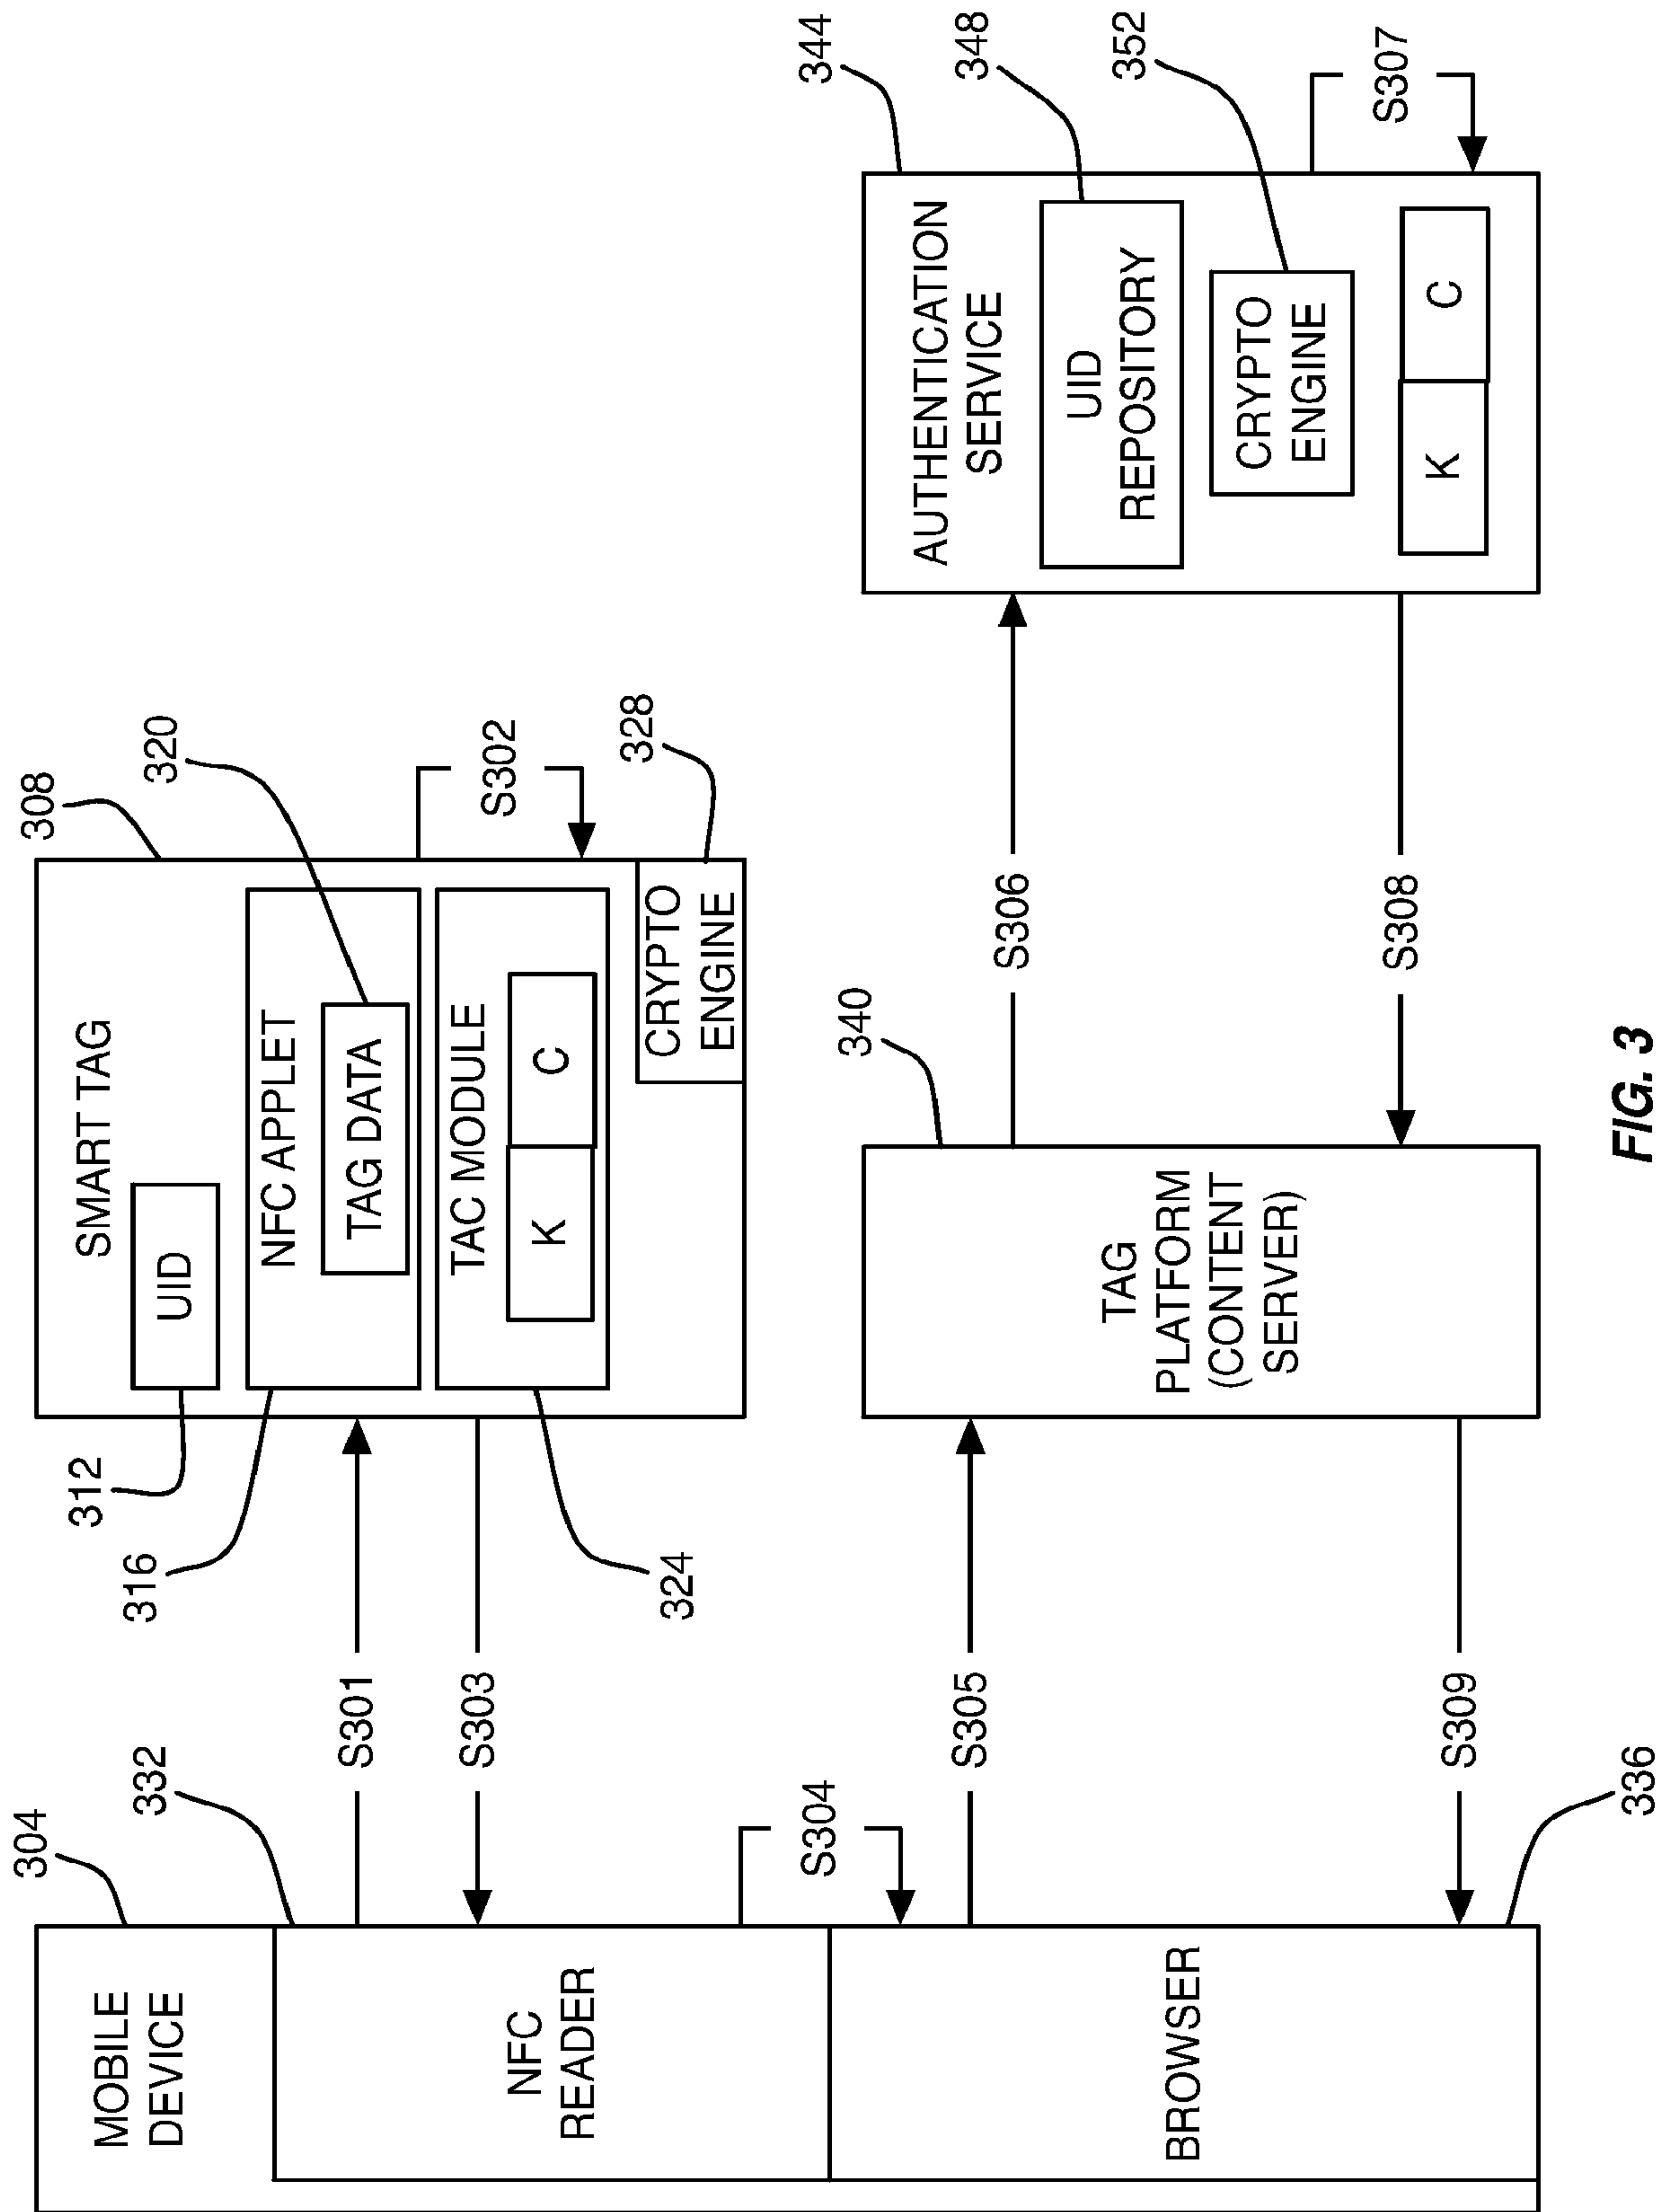 304
MOBILE
DEVICE
332
NFC
READER
BROWSER
336
S301
S303
S304
S305
S309
308
SMART TAG
312
UID
316
NFC APPLET
320
TAG DATA
324
TAC MODULE
K
C
328
CRYPTO
ENGINE
S302
340
TAG
PLATFORM
(CONTENT
SERVER)
S306
S308
344
AUTHENTICATION
SERVICE
348
UID
REPOSITORY
352
CRYPTO
ENGINE
K
C
S307
FIG. 3